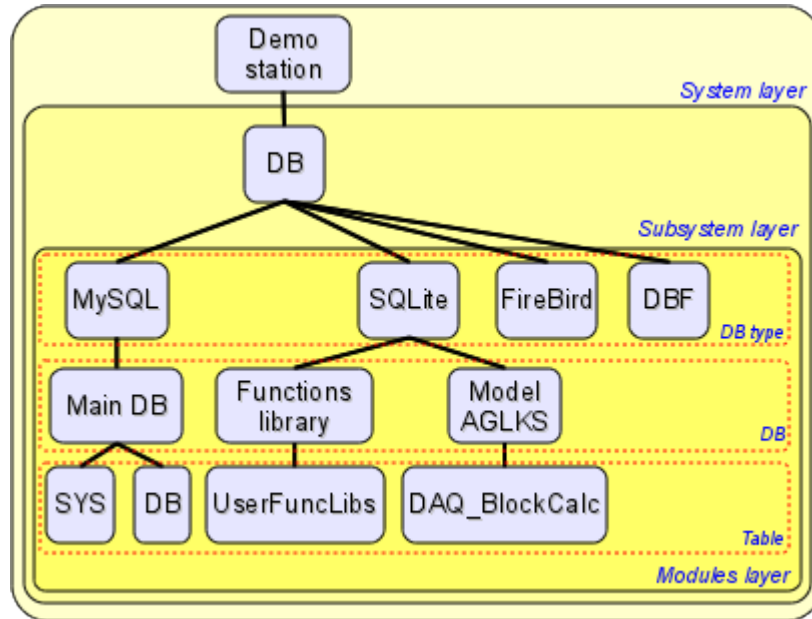 Demo
station
System layer
DB
Subsystem layer
MySQL
SQLite
FireBird
DBF
DB type
Main DB
Functions
library
Model
AGLKS
DB
SYS
DB
UserFuncLibs
DAQ_BlockCalc
Table
Modules layer